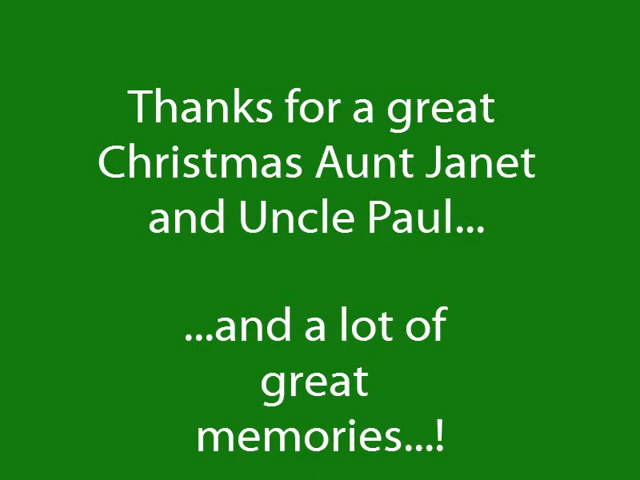 Thanks for a great
Christmas Aunt Janet
and Uncle Paul...
...and a lot of
great
memories...!